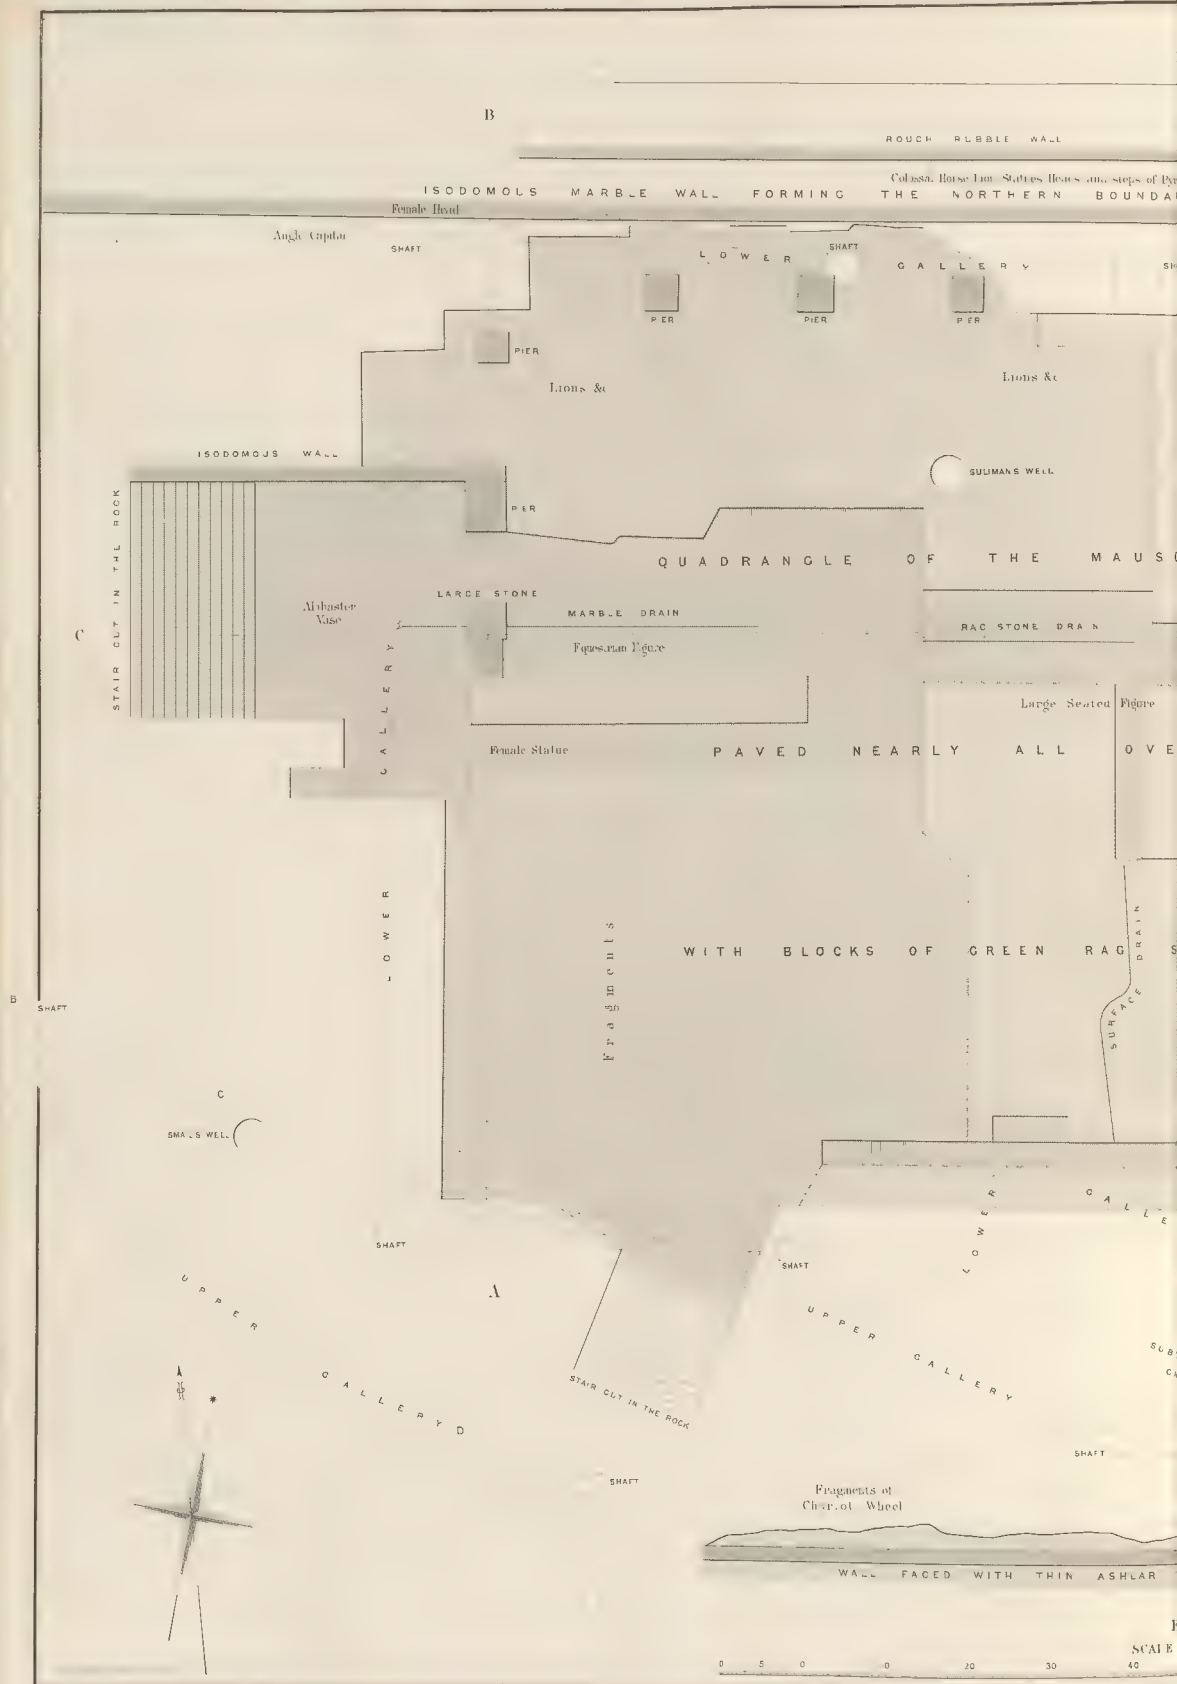 B
ROUGH RUBBLE WALL
Colossal Horse Lion Statues Heads and steps of Pyr
ISODOMOUS MARBLE WALL FORMING THE NORTHERN BOUNDA
Female Head
Angle Capital
SHAFT
SHAFT
LOWER GALLERY
PIER
PIER
PIER
PIER
Lions &c
Lions &c
ISODOMOUS WALL
SULIMANS WELL
PIER
STAIR CUT IN THE ROCK
QUADRANGLE OF THE MAUSO
LARGE STONE
Alabaster
Vase
MARBLE DRAIN
RAG STONE DRAIN
C
Equestrian Figure
Large Seated Figure
Female Statue
PAVED NEARLY ALL OVE
LOWER GALLERY
Fragments
WITH BLOCKS OF GREEN RAG S
SURFACE DRAIN
B
SHAFT
C
SMALL WELL
LOWER
GALLE
SHAFT
SHAFT
A
UPPER GALLERY D
UPPER GALLERY
SUB
STAIR CUT IN THE ROCK
SHAFT
SHAFT
Fragments of
Chariot Wheel
WALL FACED WITH THIN ASHLAR
SCALE
0 5 20 30 40